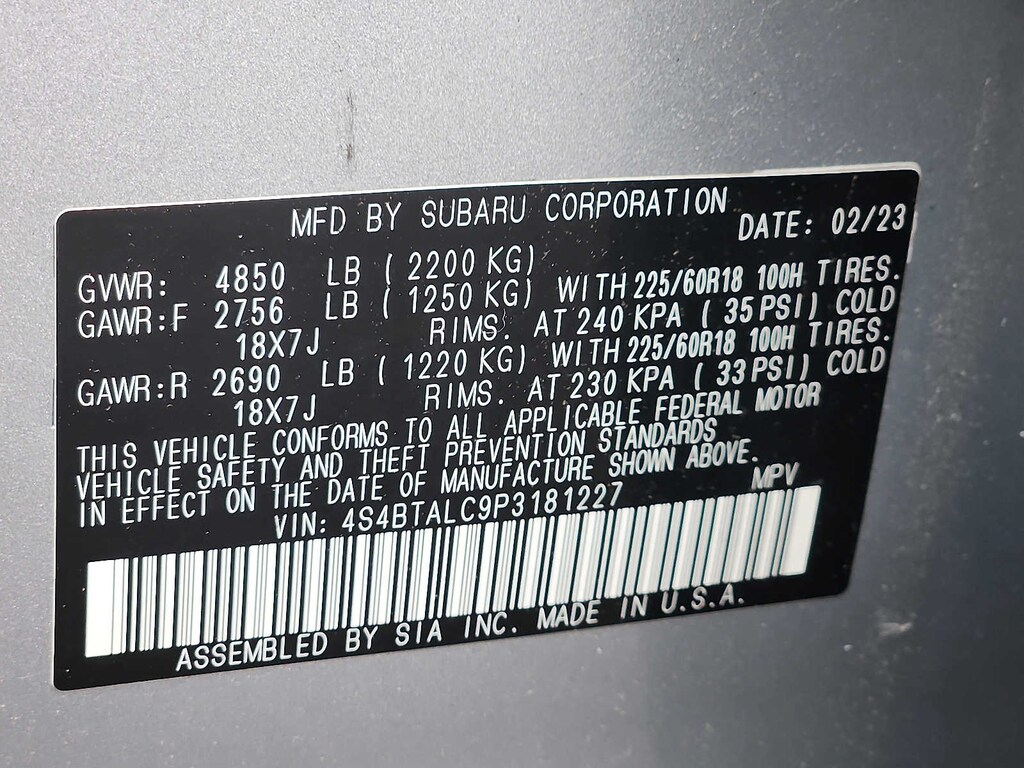 MFD BY SUBARU CORPORATION DATE: 02/23
GVWR: 4850 LB ( 2200 KG)
GAWR:F 2756 LB ( 1250 KG) WITH 225/60R18 100H TIRES.
18X7J RIMS. AT 240 KPA ( 35 PSI) COLD
GAWR:R 2690 LB ( 1220 KG) WITH 225/60R18 100H TIRES.
18X7J RIMS. AT 230 KPA ( 33 PSI) COLD
THIS VEHICLE CONFORMS TO ALL APPLICABLE FEDERAL MOTOR
VEHICLE SAFETY AND THEFT PREVENTION STANDARDS
IN EFFECT ON THE DATE OF MANUFACTURE SHOWN ABOVE.
VIN: 4S4BTALC9P3181227 MPV
ASSEMBLED BY SIA INC. MADE IN U.S.A.